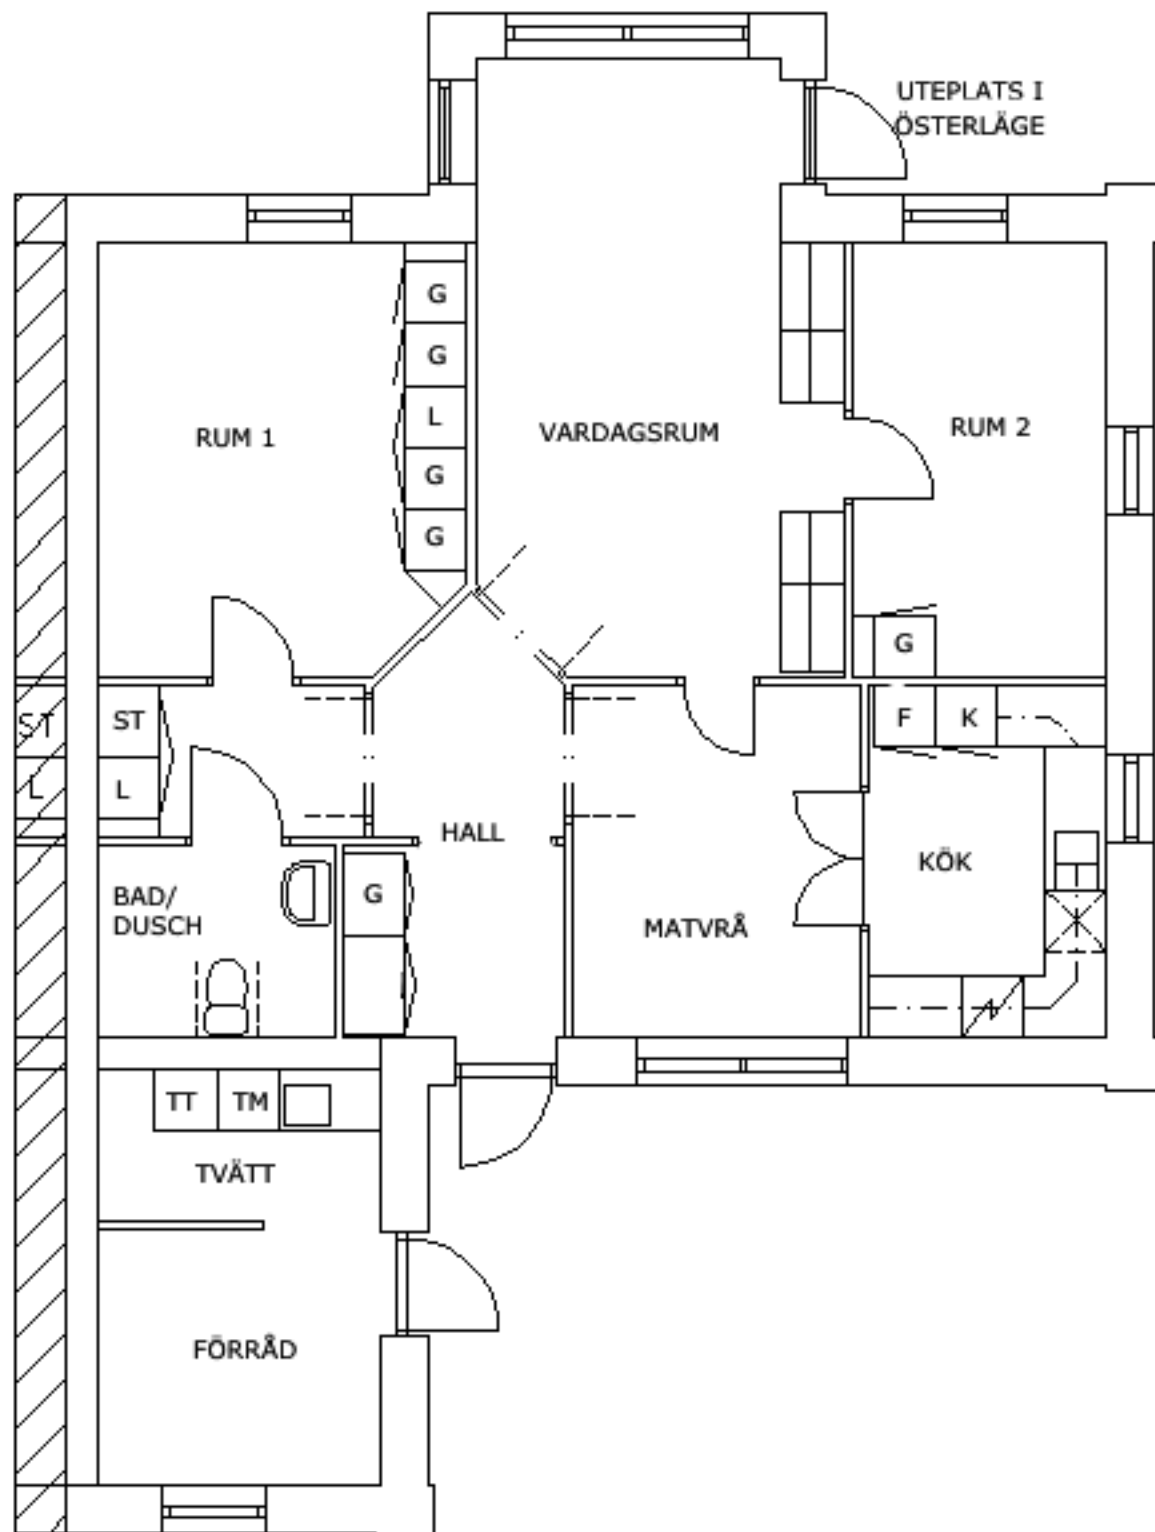 UTEPLATS I
ÖSTERLÄGE
G
G
RUM 1
L
VARDAGSRUM
RUM 2
G
G
G
ST
ST
F
K
L
L
HALL
KÖK
BAD/
DUSCH
G
MATVRÅ
TT
TM
TVÄTT
FÖRRÅD